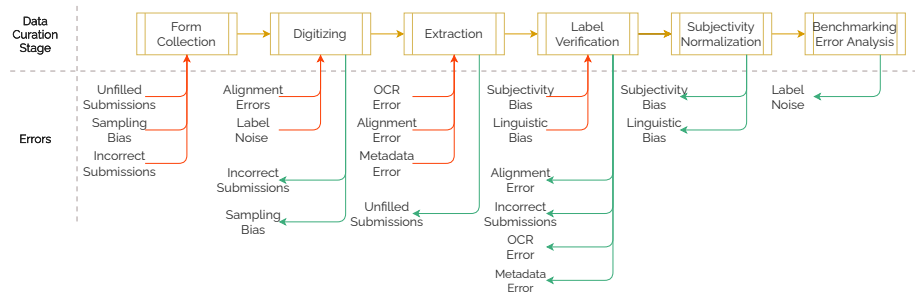 Data
Curation
Stage
Form
Collection
Digitizing
Extraction
Label
Verification
Subjectivity
Normalization
Benchmarking
Error Analysis
Errors
Unfilled
Submissions
Sampling
Bias
Incorrect
Submissions
Alignment
Errors
Label
Noise
Incorrect
Submissions
Sampling
Bias
OCR
Error
Alignment
Error
Metadata
Error
Unfilled
Submissions
Subjectivity
Bias
Linguistic
Bias
Alignment
Error
Incorrect
Submissions
OCR
Error
Metadata
Error
Subjectivity
Bias
Linguistic
Bias
Label
Noise